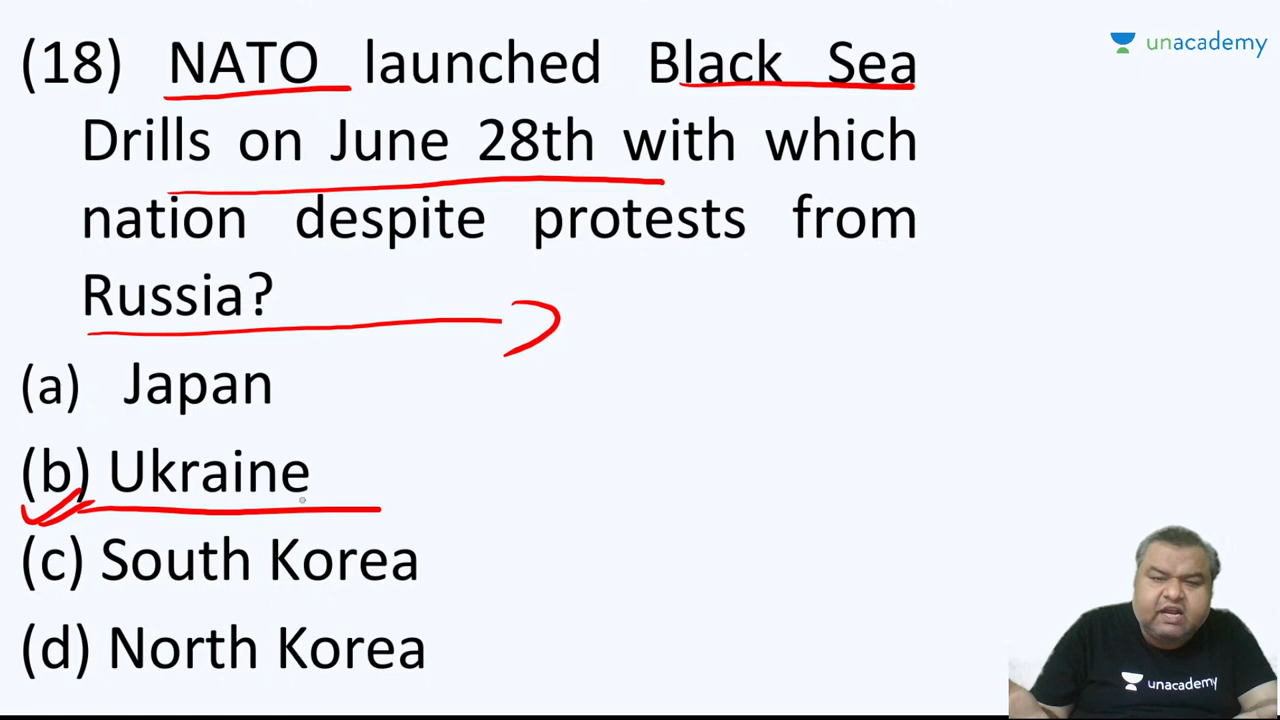 (18) NATO launched Black Sea
Drills on June 28th with which
nation despite protests from
Russia?
(a) Japan
(b) Ukraine
(c) South Korea
(d) North Korea
unacademy
unacademy